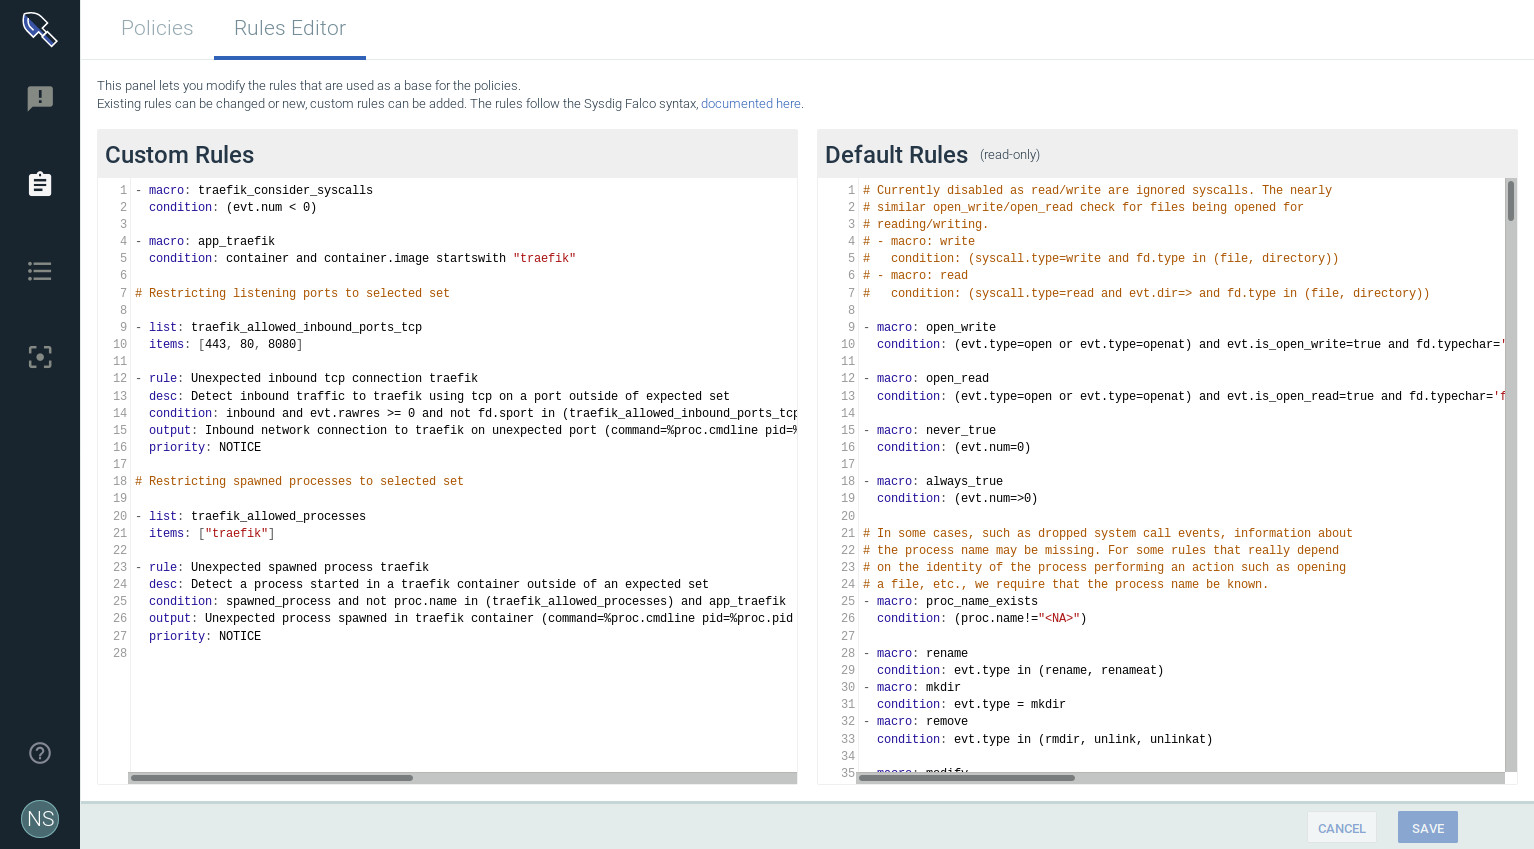 Policies
Rules Editor
This panel lets you modify the rules that are used as a base for the policies.
Existing rules can be changed or new, custom rules can be added. The rules follow the Sysdig Falco syntax, documented here.
Custom Rules
1 - macro: traefik_consider_syscalls
2   condition: (evt.num < 0)
3
4 - macro: app_traefik
5   condition: container and container.image startswith "traefik"
6
7 # Restricting listening ports to selected set
8
9 - list: traefik_allowed_inbound_ports_tcp
10   items: [443, 80, 8080]
11
12 - rule: Unexpected inbound tcp connection traefik
13   desc: Detect inbound traffic to traefik using tcp on a port outside of expected set
14   condition: inbound and evt.rawres >= 0 and not fd.sport in (traefik_allowed_inbound_ports_tcp
15   output: Inbound network connection to traefik on unexpected port (command=%proc.cmdline pid=%
16   priority: NOTICE
17
18 # Restricting spawned processes to selected set
19
20 - list: traefik_allowed_processes
21   items: ["traefik"]
22
23 - rule: Unexpected spawned process traefik
24   desc: Detect a process started in a traefik container outside of an expected set
25   condition: spawned_process and not proc.name in (traefik_allowed_processes) and app_traefik
26   output: Unexpected process spawned in traefik container (command=%proc.cmdline pid=%proc.pid
27   priority: NOTICE
28
Default Rules (read-only)
1 # Currently disabled as read/write are ignored syscalls. The nearly
2 # similar open_write/open_read check for files being opened for
3 # reading/writing.
4 # - macro: write
5 #   condition: (syscall.type=write and fd.type in (file, directory))
6 # - macro: read
7 #   condition: (syscall.type=read and evt.dir=> and fd.type in (file, directory))
8
9 - macro: open_write
10   condition: (evt.type=open or evt.type=openat) and evt.is_open_write=true and fd.typechar='
11
12 - macro: open_read
13   condition: (evt.type=open or evt.type=openat) and evt.is_open_read=true and fd.typechar='f
14
15 - macro: never_true
16   condition: (evt.num=0)
17
18 - macro: always_true
19   condition: (evt.num=>0)
20
21 # In some cases, such as dropped system call events, information about
22 # the process name may be missing. For some rules that really depend
23 # on the identity of the process performing an action such as opening
24 # a file, etc., we require that the process name be known.
25 - macro: proc_name_exists
26   condition: (proc.name!="<NA>")
27
28 - macro: rename
29   condition: evt.type in (rename, renameat)
30 - macro: mkdir
31   condition: evt.type = mkdir
32 - macro: remove
33   condition: evt.type in (rmdir, unlink, unlinkat)
34
35 - macro: modify
NS
CANCEL
SAVE